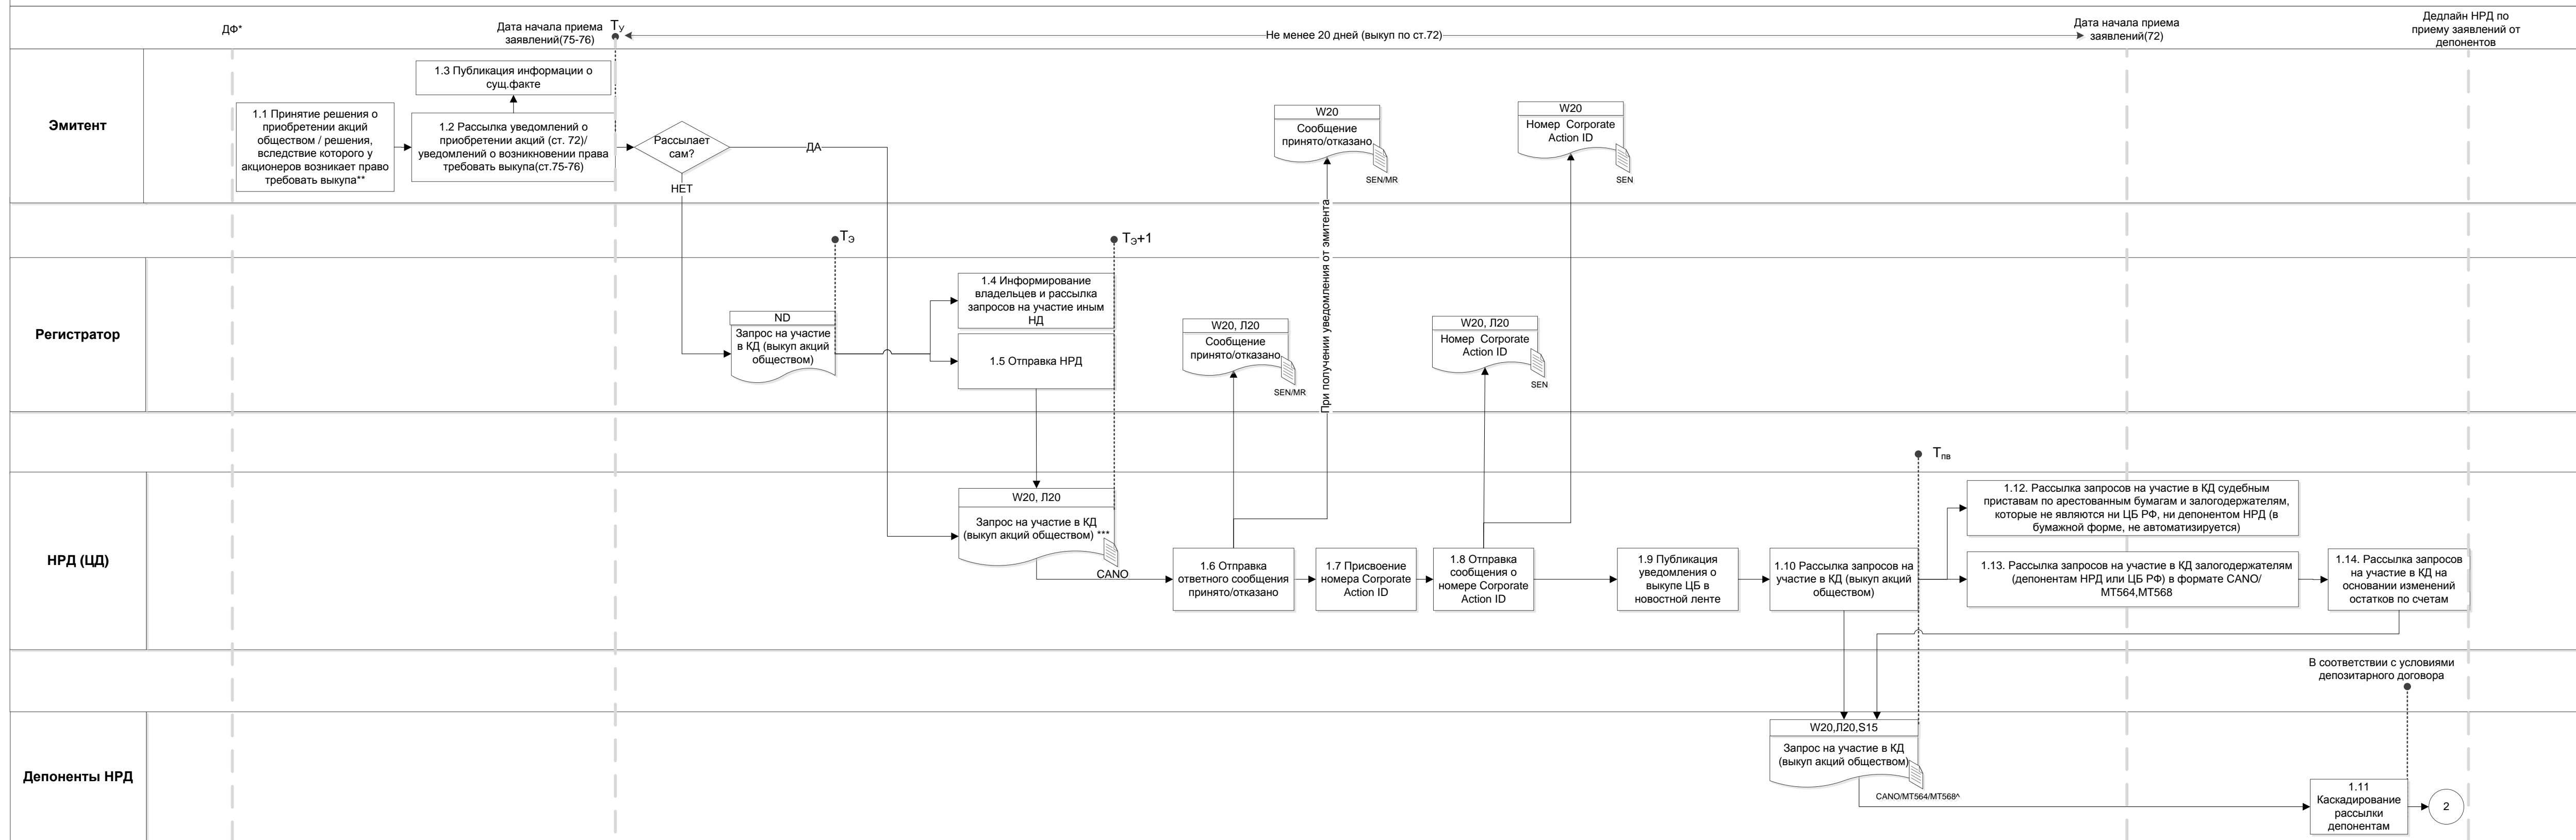 ДФ*
Дата начала приема
заявлений(75-76)
Tу
Не менее 20 дней (выкуп по ст.72)
Дата начала приема
заявлений(72)
Дедлайн НРД по
приему заявлений от
депонентов
Эмитент
1.3 Публикация информации о
сущ.факте
1.1 Принятие решения о
приобретении акций
обществом / решения,
вследствие которого у
акционеров возникает право
требовать выкупа**
1.2 Рассылка уведомлений о
приобретении акций (ст. 72)/
уведомлений о возникновении права
требовать выкупа(ст.75-76)
Рассылает
сам?
ДА
НЕТ
W20
Сообщение
принято/отказано
SEN/MR
W20
Номер  Corporate
Action ID
SEN
При получении уведомления от эмитента
TЭ
TЭ+1
Регистратор
ND
Запрос на участие
в КД (выкуп акций
обществом)
1.4 Информирование
владельцев и рассылка
запросов на участие иным
НД
1.5 Отправка НРД
W20, Л20
Сообщение
принято/отказано
SEN/MR
W20, Л20
Номер  Corporate
Action ID
SEN
Tпв
НРД (ЦД)
W20, Л20
Запрос на участие в КД
(выкуп акций обществом) ***
CANO
1.6 Отправка
ответного сообщения
принято/отказано
1.7 Присвоение
номера Corporate
Action ID
1.8 Отправка
сообщения о
номере Corporate
Action ID
1.9 Публикация
уведомления о
выкупе ЦБ в
новостной ленте
1.10 Рассылка запросов на
участие в КД (выкуп акций
обществом)
1.12. Рассылка запросов на участие в КД судебным
приставам по арестованным бумагам и залогодержателям,
которые не являются ни ЦБ РФ, ни депонентом НРД (в
бумажной форме, не автоматизируется)
1.13. Рассылка запросов на участие в КД залогодержателям
(депонентам НРД или ЦБ РФ) в формате CANO/
MT564,MT568
1.14. Рассылка запросов
на участие в КД на
основании изменений
остатков по счетам
В соответствии с условиями
депозитарного договора
Депоненты НРД
W20,Л20,S15
Запрос на участие в КД
(выкуп акций обществом)
CANO/MT564/MT568^
1.11
Каскадирование
рассылки
депонентам
2